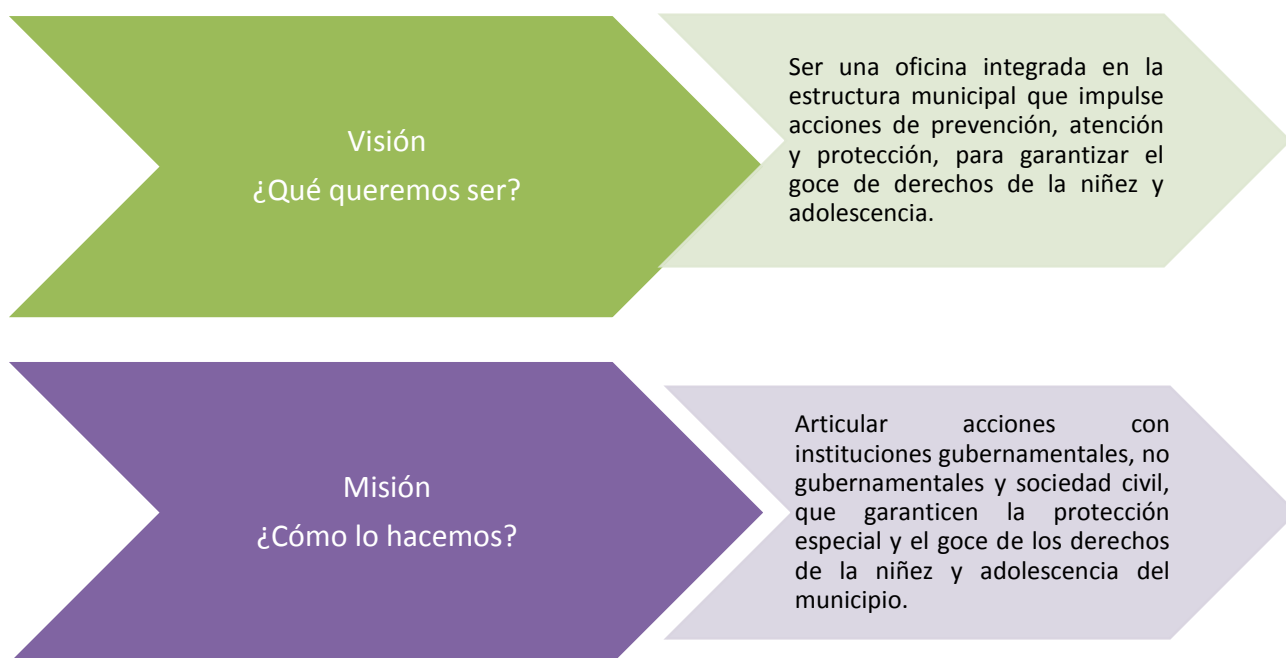 Visión
¿Qué queremos ser?
Ser una oficina integrada en la
estructura municipal que impulse
acciones de prevención, atención
y protección, para garantizar el
goce de derechos de la niñez y
adolescencia.
Misión
¿Cómo lo hacemos?
Articular acciones con
instituciones gubernamentales, no
gubernamentales y sociedad civil,
que garanticen la protección
especial y el goce de los derechos
de la niñez y adolescencia del
municipio.